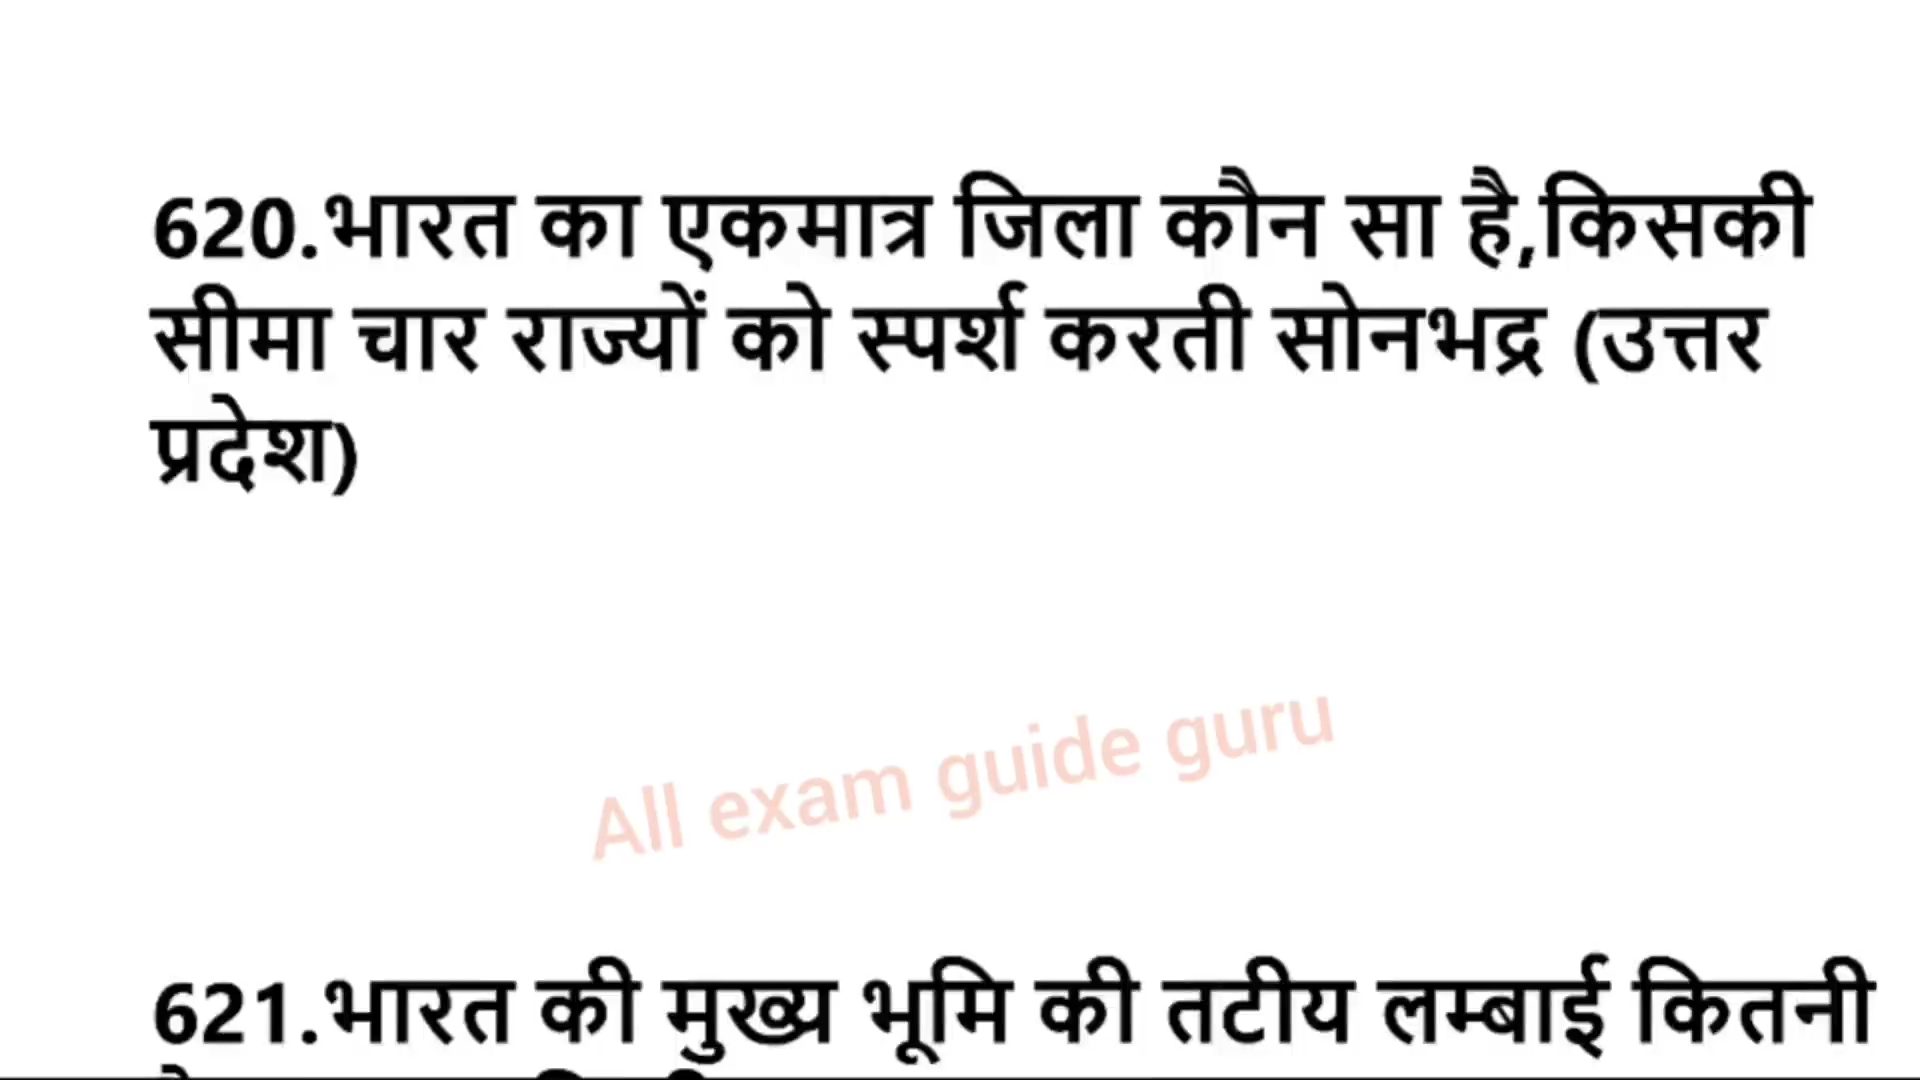 620.भारत का एकमात्र जिला कौन सा है,किसकी
सीमा चार राज्यों को स्पर्श करती सोनभद्र (उत्तर
प्रदेश)
All exam guide guru
621.भारत की मुख्य भूमि की तटीय लम्बाई कितनी